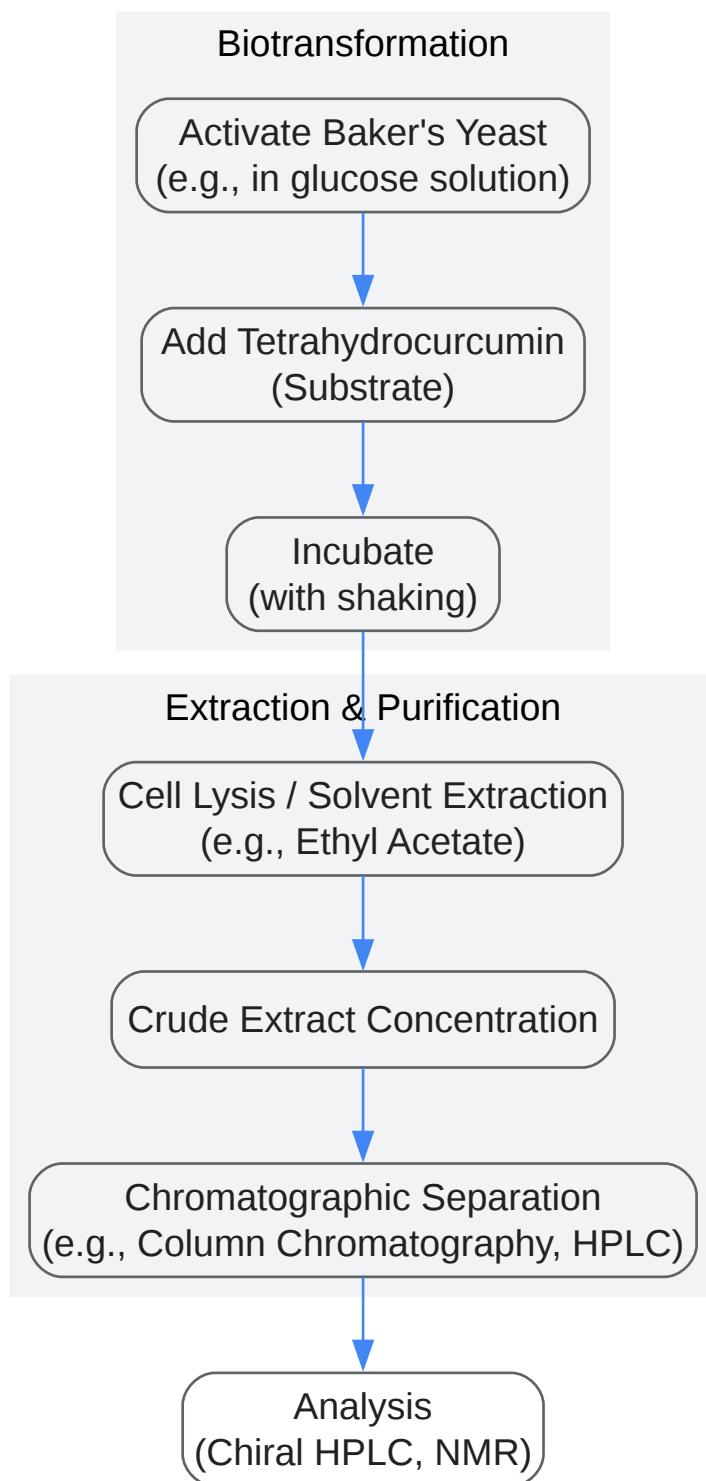 Biotransformation
Activate Baker's Yeast
(e.g., in glucose solution)
Add Tetrahydrocurcumin
(Substrate)
Incubate
(with shaking)
Extraction & Purification
Cell Lysis / Solvent Extraction
(e.g., Ethyl Acetate)
Crude Extract Concentration
Chromatographic Separation
(e.g., Column Chromatography, HPLC)
Analysis
(Chiral HPLC, NMR)